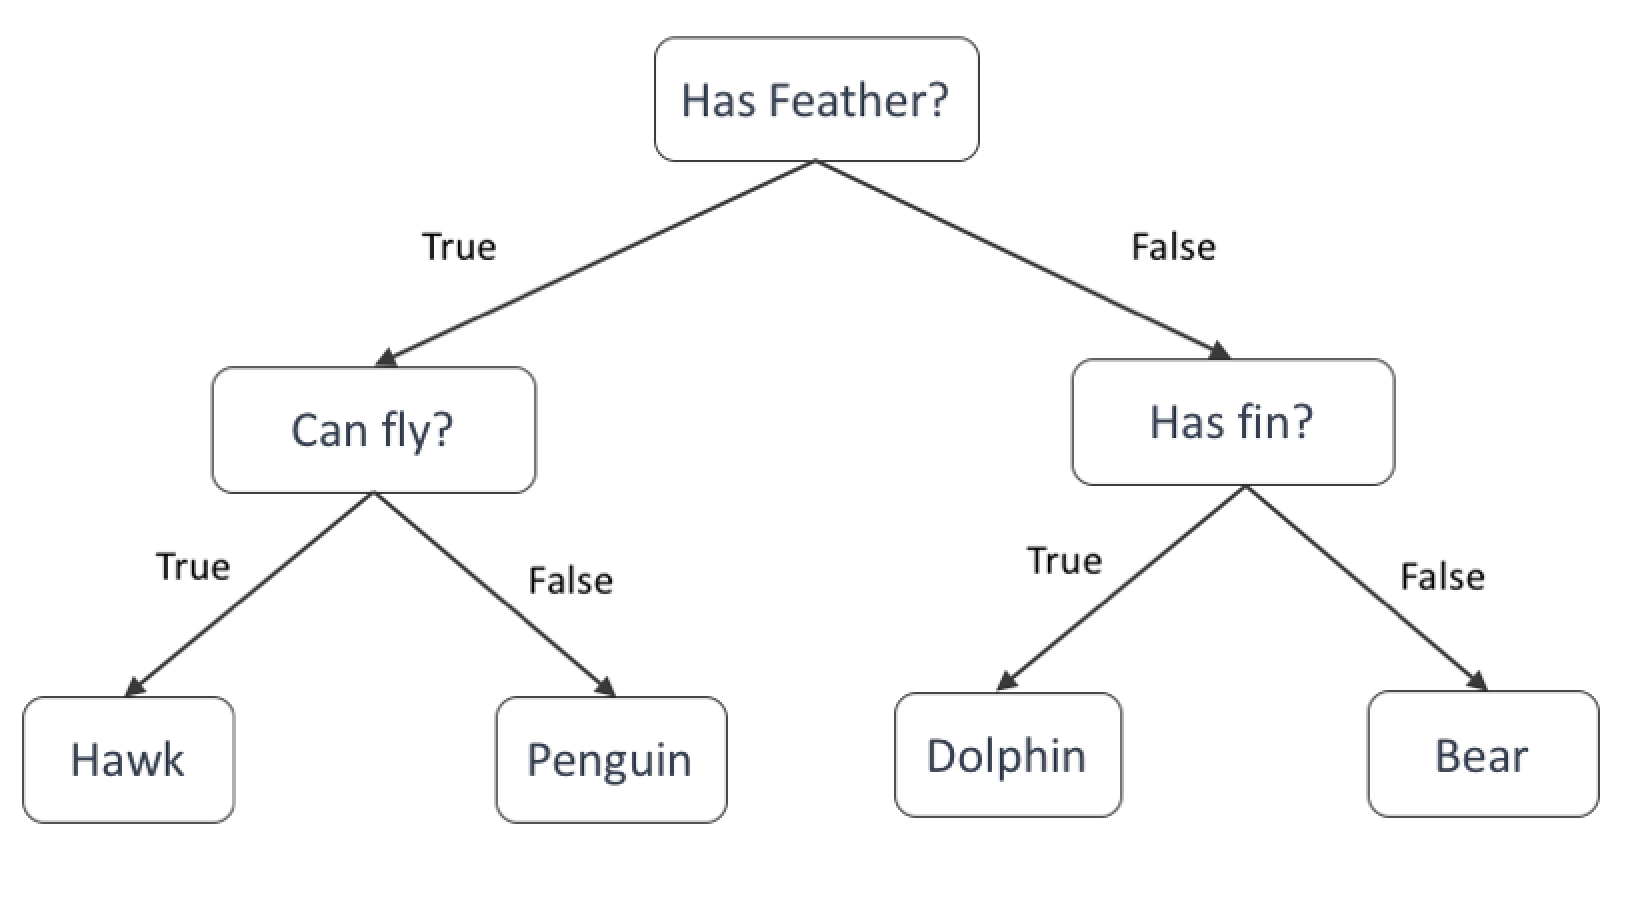 Has Feather?
True
False
Can fly?
Has fin?
True
False
True
False
Hawk
Penguin
Dolphin
Bear